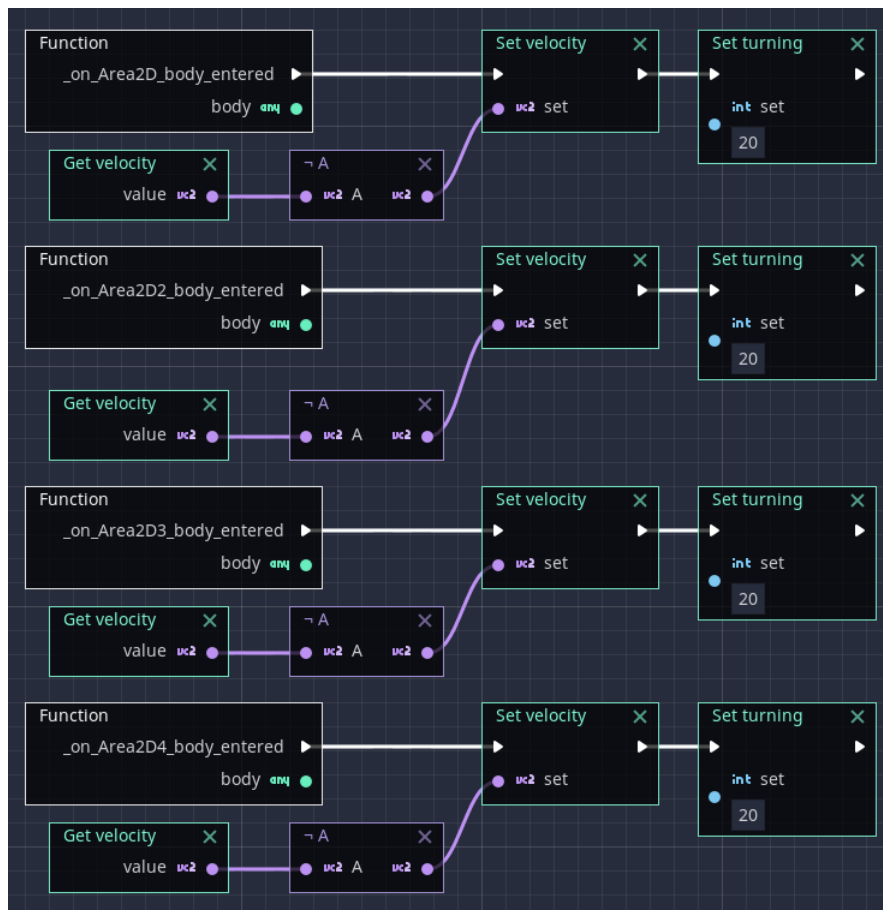 Function
_on_Area2D_body_entered
body any
Set velocity
vc2 set
Set turning
int set
20
Get velocity
value vc2
¬ A
vc2 A vc2
Function
_on_Area2D2_body_entered
body any
Set velocity
vc2 set
Set turning
int set
20
Get velocity
value vc2
¬ A
vc2 A vc2
Function
_on_Area2D3_body_entered
body any
Set velocity
vc2 set
Set turning
int set
20
Get velocity
value vc2
¬ A
vc2 A vc2
Function
_on_Area2D4_body_entered
body any
Set velocity
vc2 set
Set turning
int set
20
Get velocity
value vc2
¬ A
vc2 A vc2